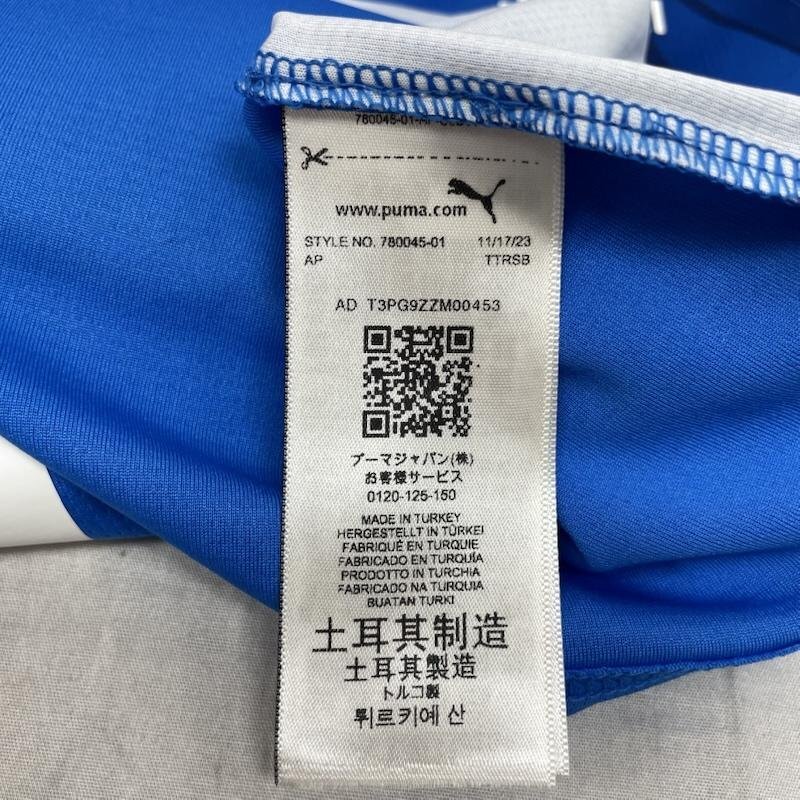 780045-01
www.puma.com
STYLE NO. 780045-01 11/17/23
AP TTRSB
AD T3PG9ZZM00453
プーマジャパン(株)
お客様サービス
0120-125-150
MADE IN TURKEY
HERGESTELLT IN TÜRKEI
FABRIQUÉ EN TURQUIE
FABRICADO EN TURQUÍA
PRODOTTO IN TURCHIA
FABRICADO NA TURQUIA
BUATAN TURKI
土耳其制造
土耳其製造
トルコ製
튀르키예 산